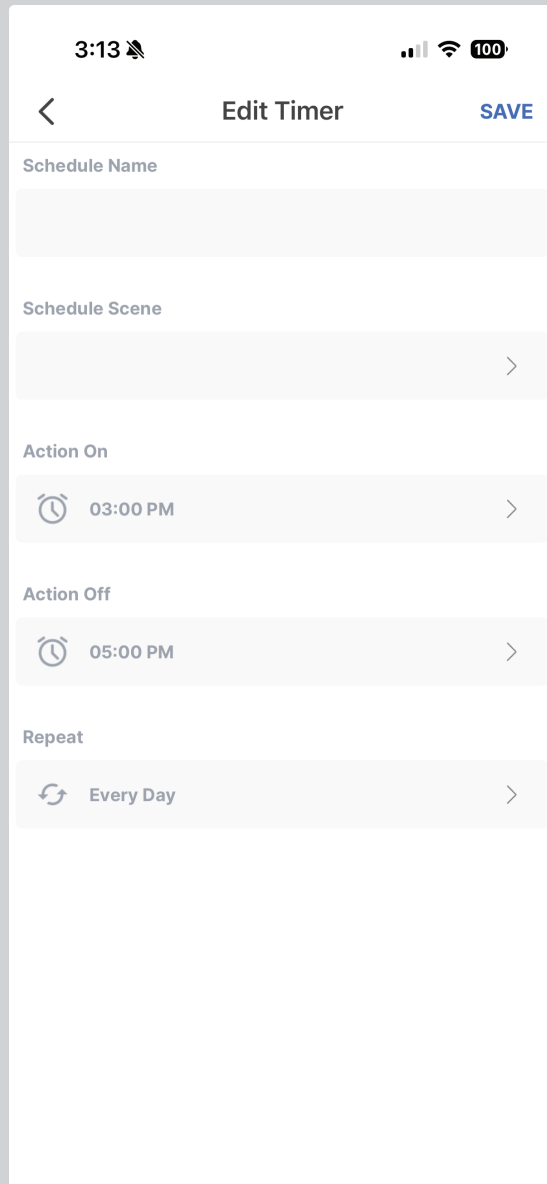 3:13
100
Edit Timer
SAVE
Schedule Name
Schedule Scene
Action On
03:00 PM
Action Off
05:00 PM
Repeat
Every Day